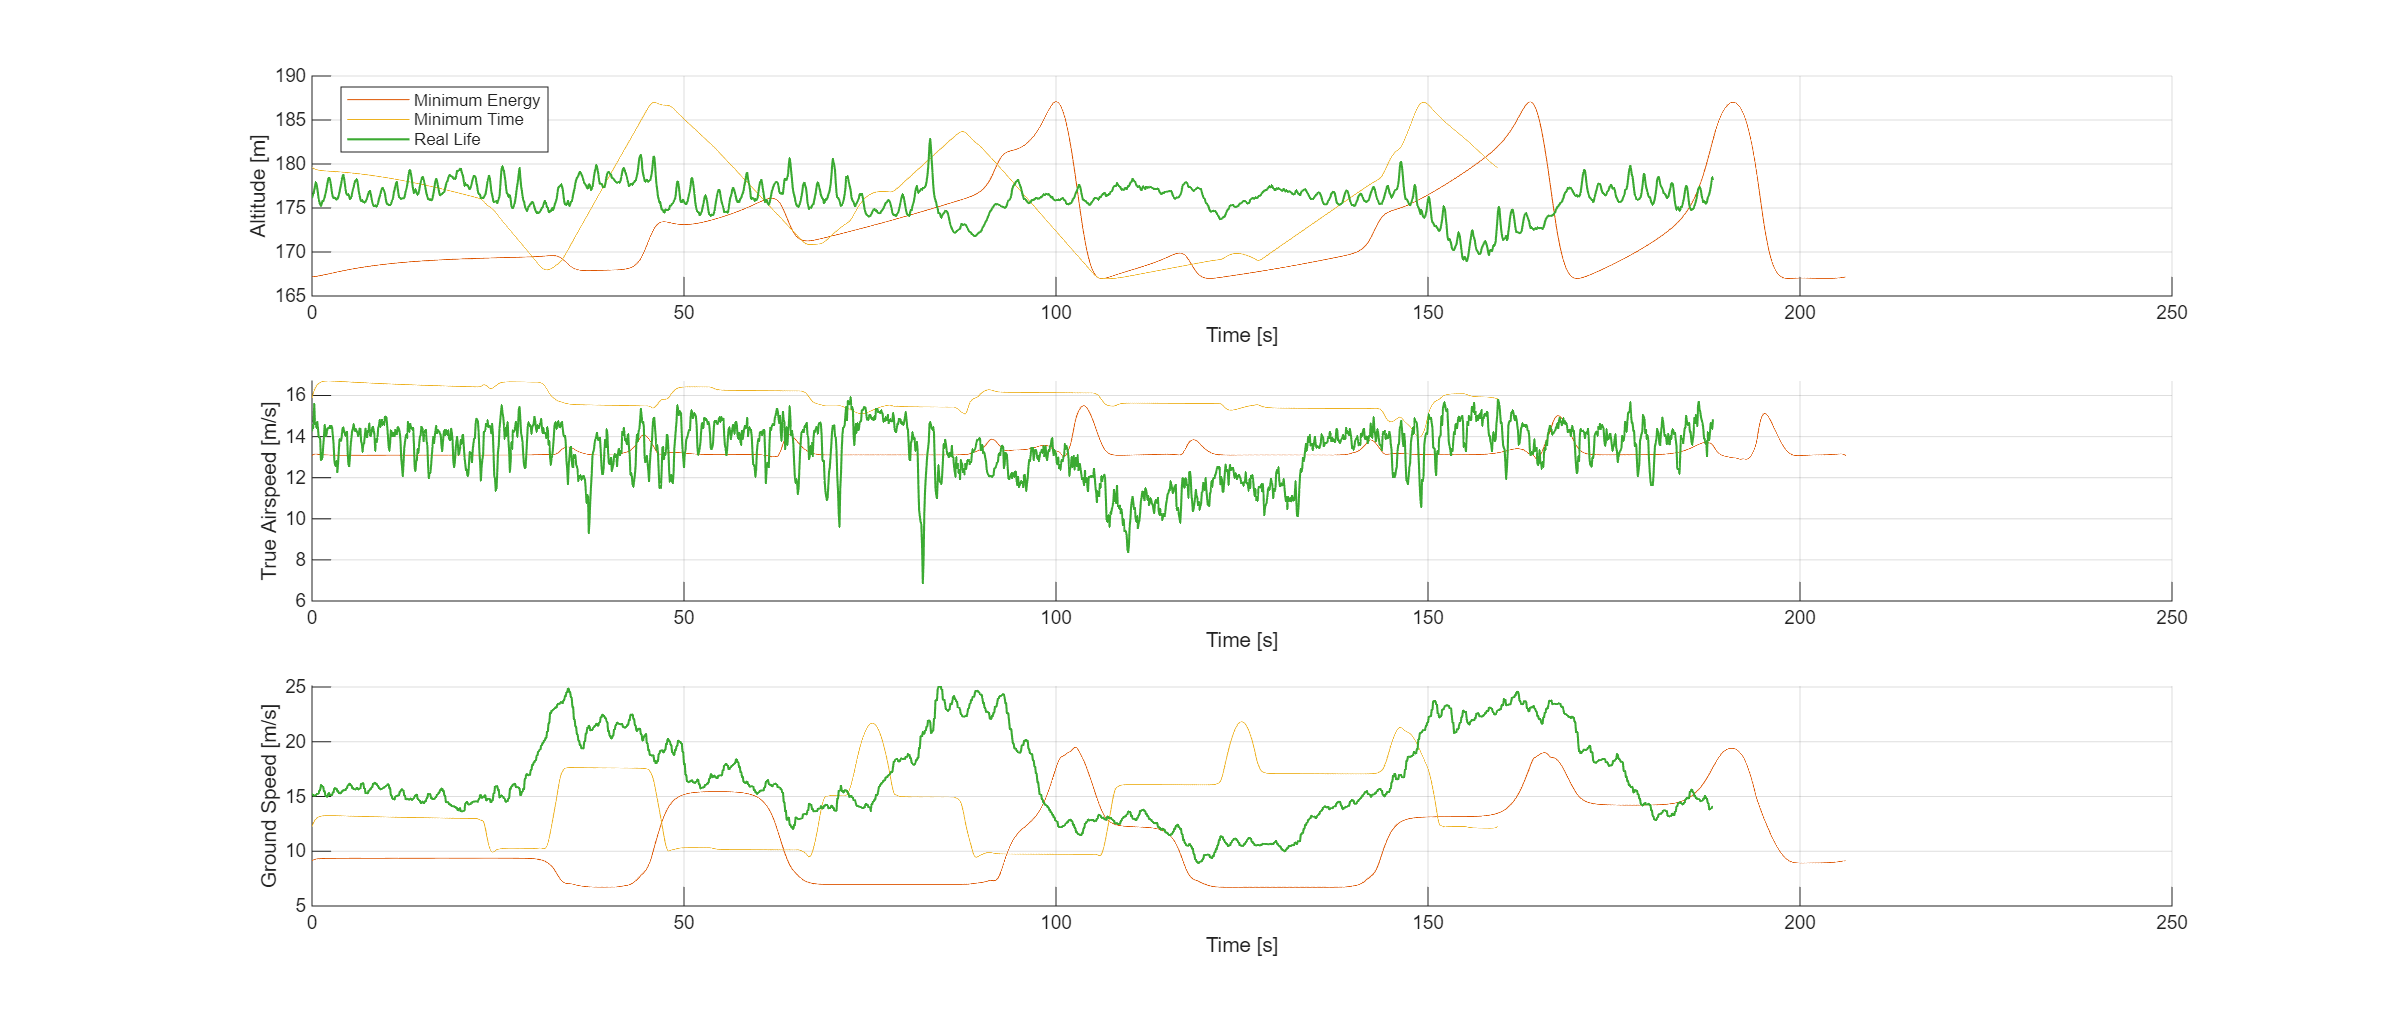 190
185
180
175
170
165
Altitude [m]
Minimum Energy
Minimum Time
Real Life
0 50 100 150 200 250
Time [s]
16
14
12
10
8
6
True Airspeed [m/s]
0 50 100 150 200 250
Time [s]
25
20
15
10
5
Ground Speed [m/s]
0 50 100 150 200 250
Time [s]